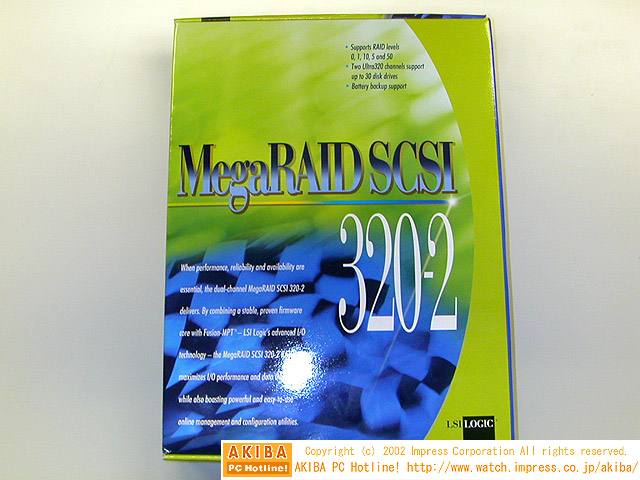 • Supports RAID levels
0, 1, 10, 5 and 50
• Two Ultra320 channels support
up to 30 disk drives
• Battery backup support
MegaRAID SCSI
320-2
When performance, reliability and availability are
essential, the dual-channel MegaRAID SCSI 320-2
delivers. By combining a stable, proven firmware
core with Fusion-MPT™ – LSI Logic's advanced I/O
technology – the MegaRAID SCSI 320-2
maximizes I/O performance and data
while also boasting powerful and easy-to-use
online management and configuration utilities.
LSI LOGIC
AKIBA
PC Hotline!
Copyright (c) 2002 Impress Corporation All rights reserved.
AKIBA PC Hotline! http://www.watch.impress.co.jp/akiba/